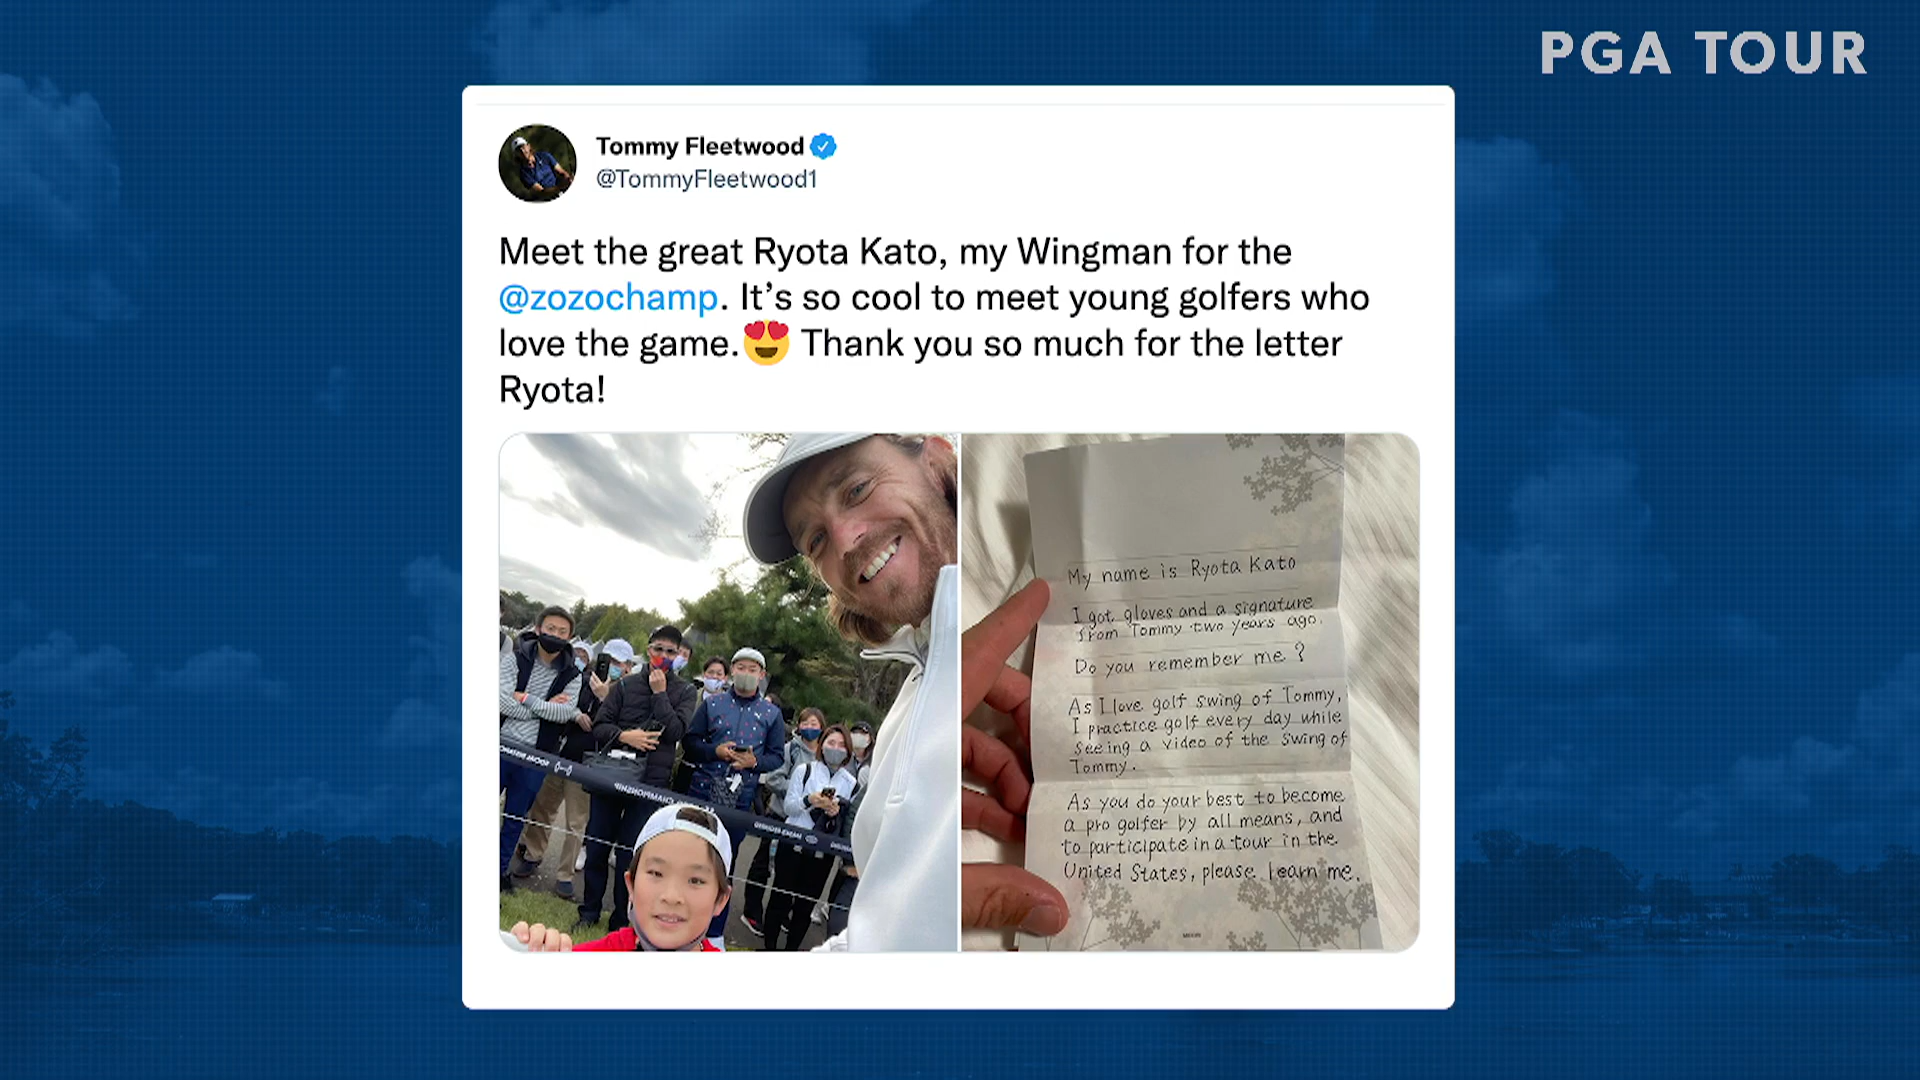 PGA TOUR
Tommy Fleetwood
@TommyFleetwood1
Meet the great Ryota Kato, my Wingman for the
@zozochamp. It's so cool to meet young golfers who
love the game.😍 Thank you so much for the letter
Ryota!
My name is Ryota Kato
I got gloves and a signature
from Tommy two years ago.
Do you remember me?
As I love golf swing of Tommy,
I practice golf every day while
seeing a video of the swing of
Tommy.
As you do your best to become
a pro golfer by all means, and
to participate in a tour in the
United States, please learn me.